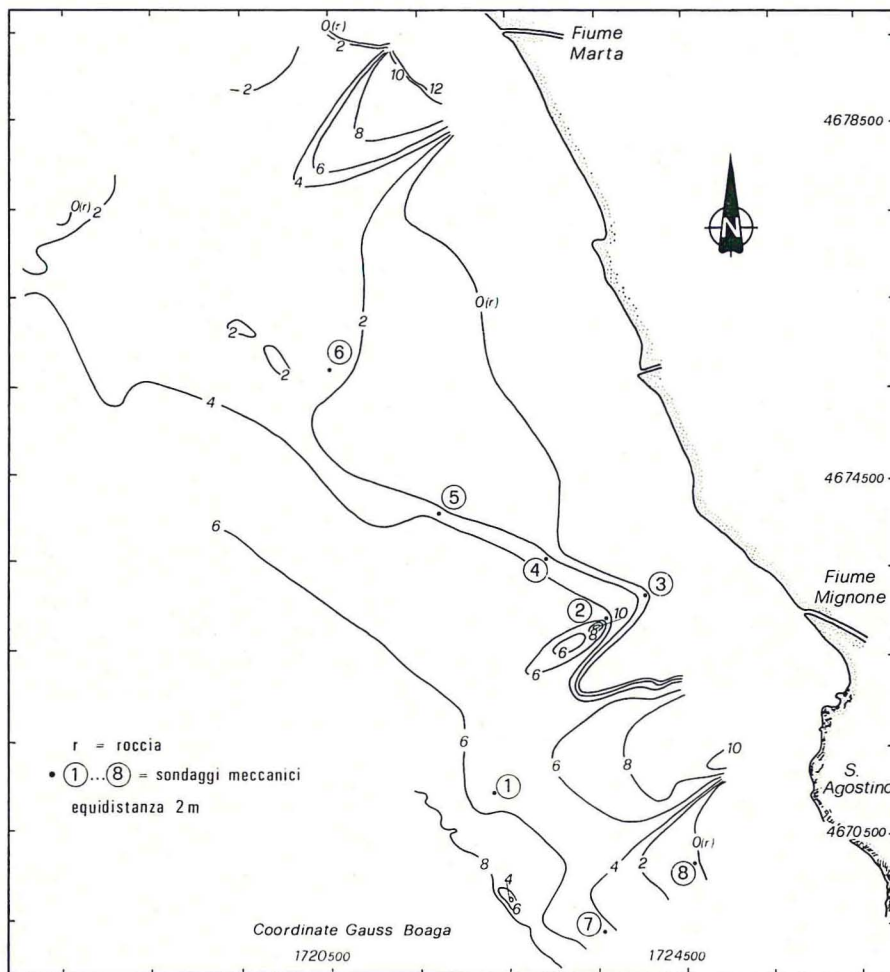 0(r)
2
Fiume
Marta
10
12
-2
8
4678500
6
4
0(r)
2
N
0(r)
2
2
6
2
4
5
4674500
6
4
3
Fiume
Mignone
2
10
8
6
6
r = roccia
• ①...⑧ = sondaggi meccanici
equidistanza 2m
6
6
8
10
1
S.
Agostino
4670500
0(r)
8
4
6
4
2
8
7
Coordinate Gauss Boaga
1720500
1724500